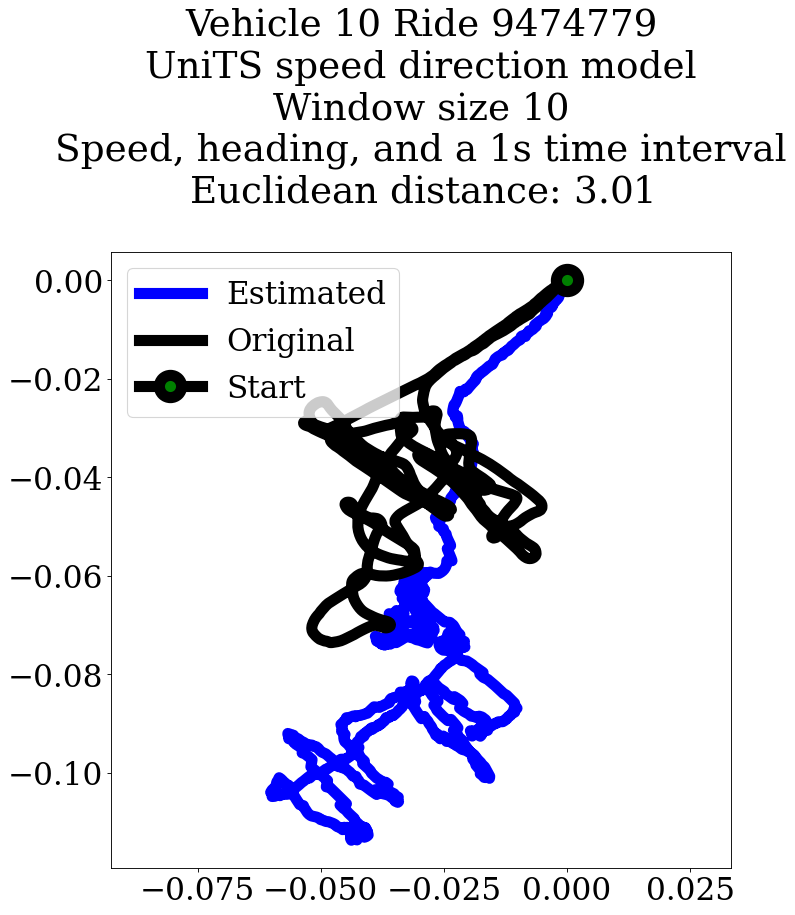 Vehicle 10 Ride 9474779
UniTS speed direction model
Window size 10
Speed, heading, and a 1s time interval
Euclidean distance: 3.01
Estimated
Original
Start
0.00
−0.02
−0.04
−0.06
−0.08
−0.10
−0.075 −0.050 −0.025 0.000 0.025